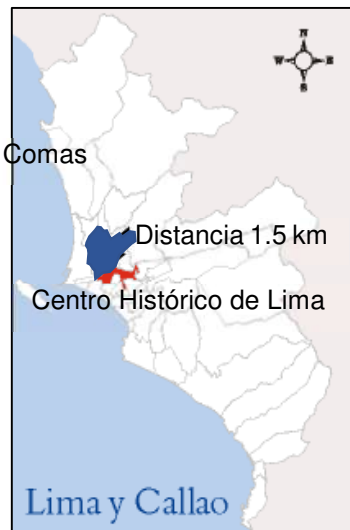 N
W E
S
Comas
Distancia 1.5 km
Centro Histórico de Lima
Lima y Callao